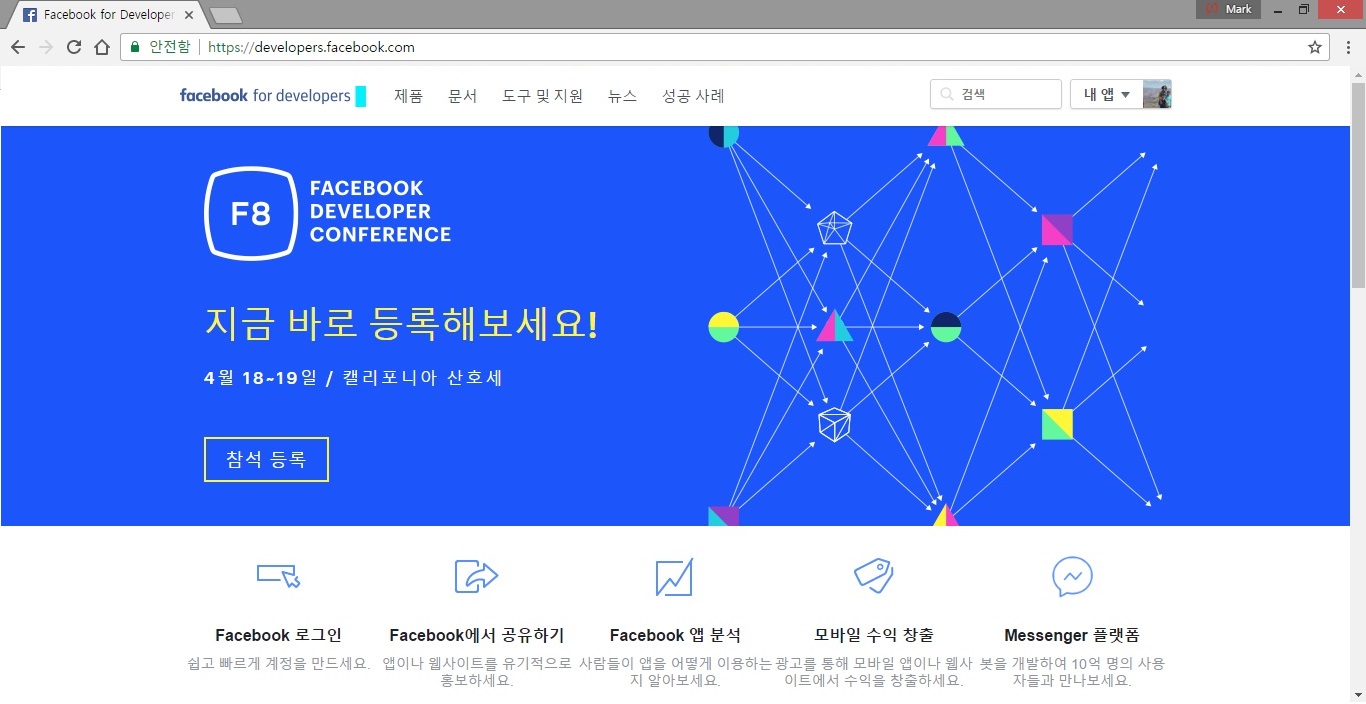 Facebook for Developer
Mark
안전함 https://developers.facebook.com
facebook for developers 제품 문서 도구 및 지원 뉴스 성공 사례 검색 내 앱
F8
FACEBOOK
DEVELOPER
CONFERENCE
지금 바로 등록해보세요!
4월 18~19일 / 캘리포니아 산호세
참석 등록
Facebook 로그인
쉽고 빠르게 계정을 만드세요.
Facebook에서 공유하기
앱이나 웹사이트를 유기적으로
홍보하세요.
Facebook 앱 분석
사람들이 앱을 어떻게 이용하는
지 알아보세요.
모바일 수익 창출
광고를 통해 모바일 앱이나 웹사
이트에서 수익을 창출하세요.
Messenger 플랫폼
봇을 개발하여 10억 명의 사용
자들과 만나보세요.